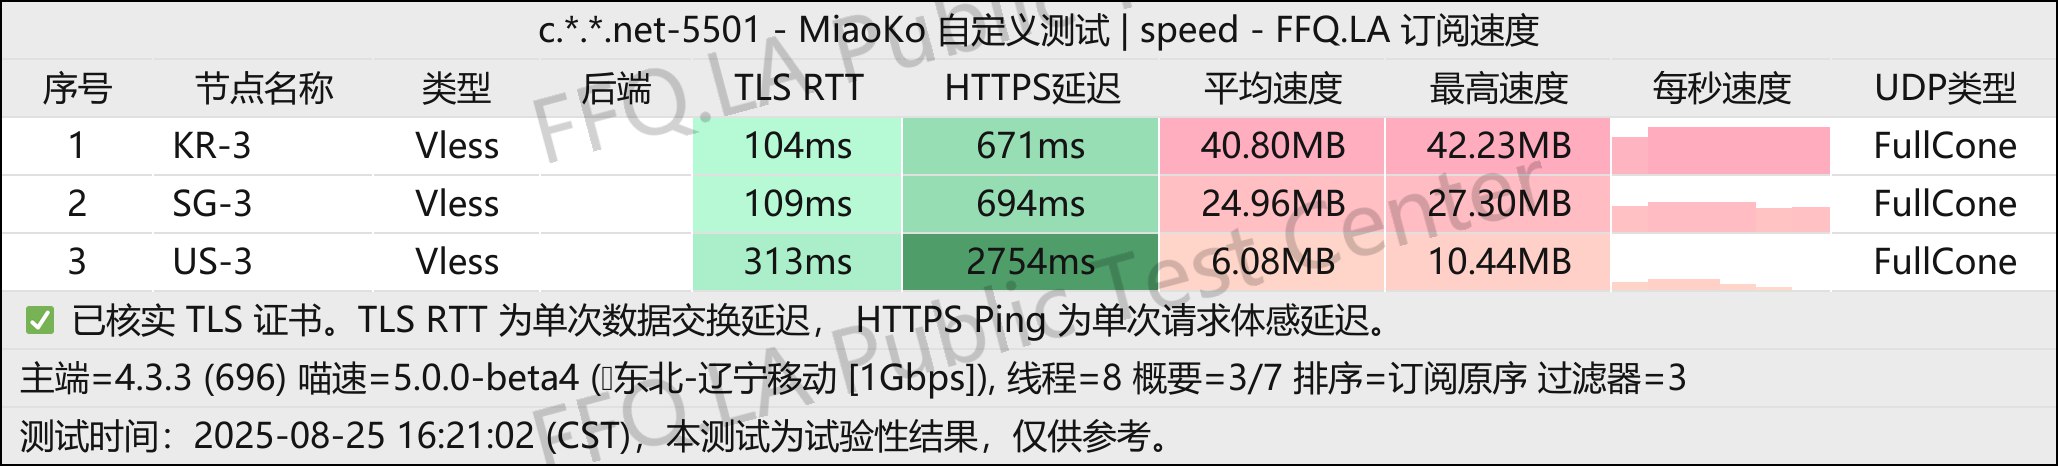 c.*.*.net-5501 - MiaoKo 自定义测试 | speed - FFQ.LA 订阅速度
序号 节点名称 类型 后端 TLS RTT HTTPS延迟 平均速度 最高速度 每秒速度 UDP类型
1 KR-3 Vless 104ms 671ms 40.80MB 42.23MB FullCone
2 SG-3 Vless 109ms 694ms 24.96MB 27.30MB FullCone
3 US-3 Vless 313ms 2754ms 6.08MB 10.44MB FullCone
✅ 已核实 TLS 证书。TLS RTT 为单次数据交换延迟， HTTPS Ping 为单次请求体感延迟。
主端=4.3.3 (696) 喵速=5.0.0-beta4 (东北-辽宁移动 [1Gbps]), 线程=8 概要=3/7 排序=订阅原序 过滤器=3
测试时间：2025-08-25 16:21:02 (CST)，本测试为试验性结果，仅供参考。
FFQ.LA Public T
FFQ.LA Public Test Center